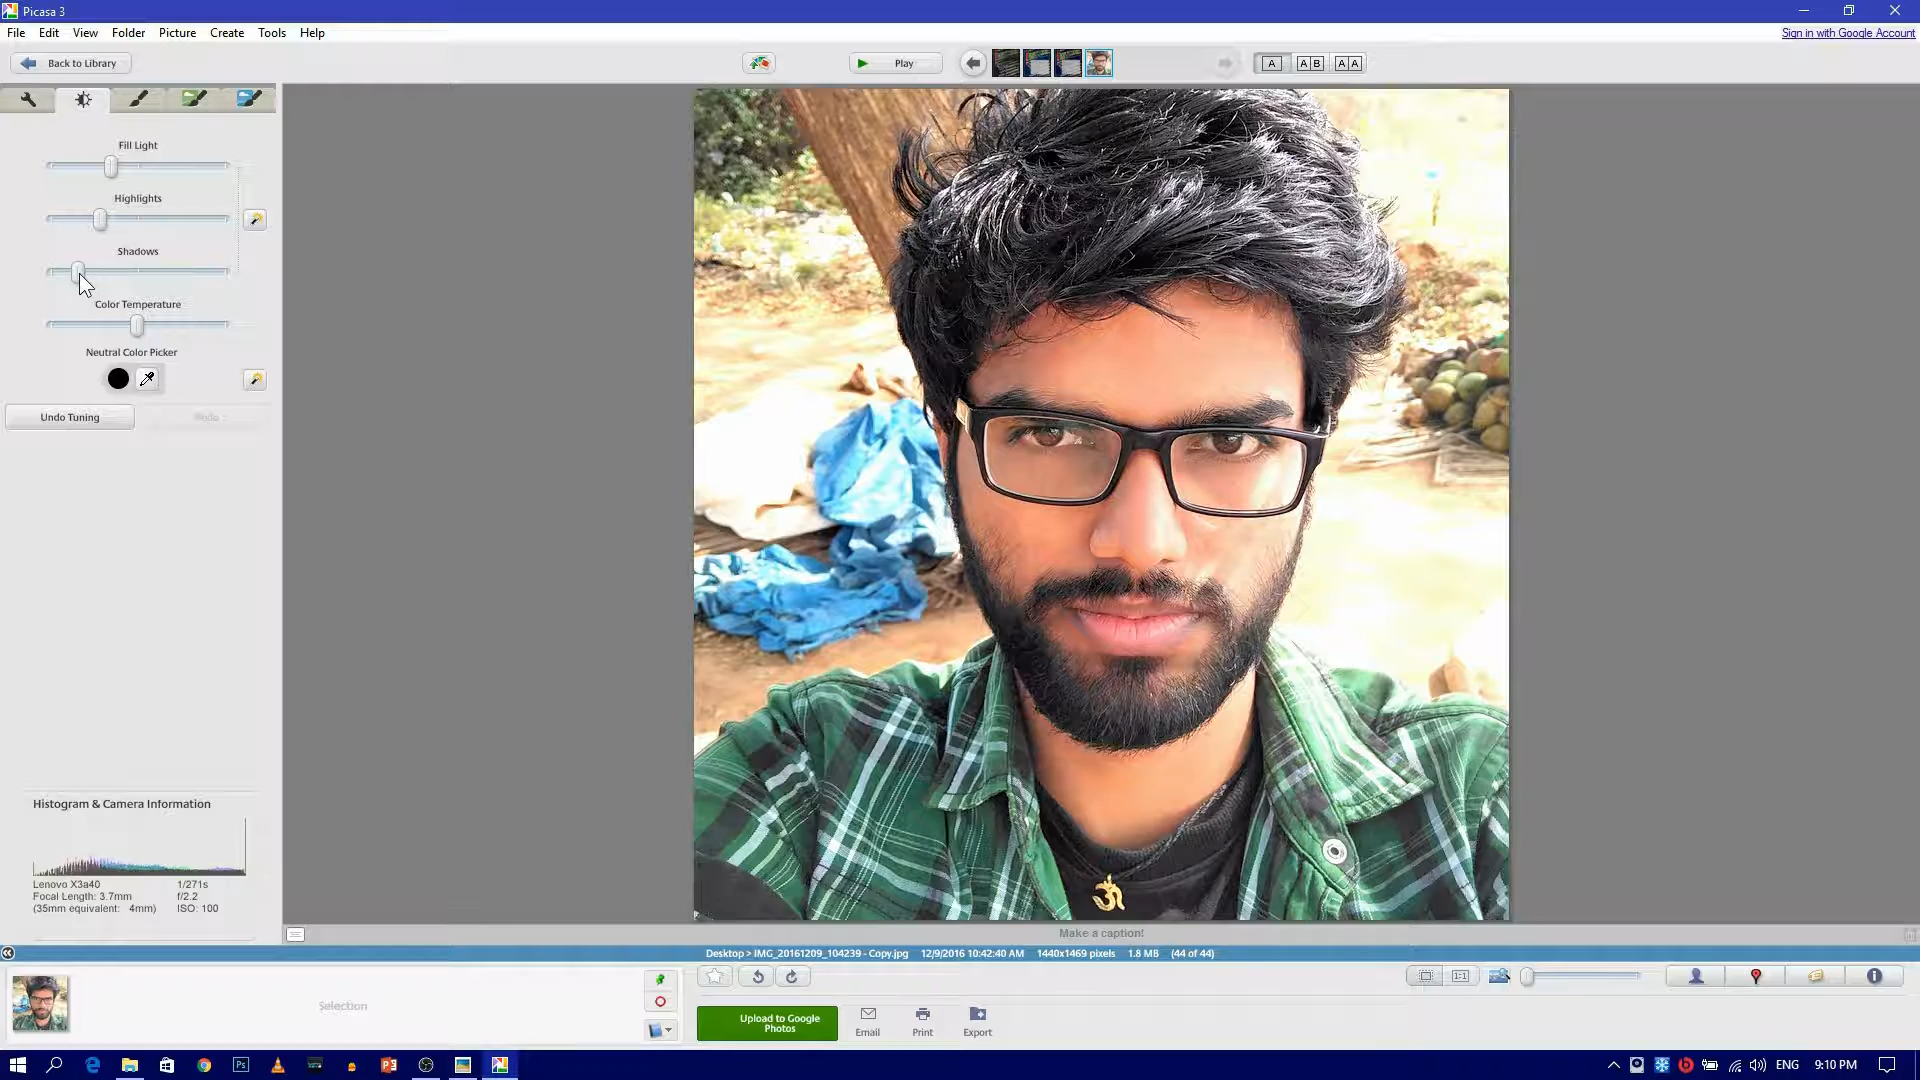 Picasa 3
File Edit View Folder Picture Create Tools Help
Sign in with Google Account
Back to Library
Play
A
A B
A A
Fill Light
Highlights
Shadows
Color Temperature
Neutral Color Picker
Undo Tuning
Redo
Histogram & Camera Information
Lenovo X3a40 1/271s
Focal Length: 3.7mm f/2.2
(35mm equivalent: 4mm) ISO: 100
ॐ
Make a caption!
Desktop > IMG_20161209_104239 - Copy.jpg 12/9/2016 10:42:40 AM 1440x1469 pixels 1.8 MB (44 of 44)
1:1
Selection
Upload to Google
Photos
Email
Print
Export
Ps
ENG
9:10 PM